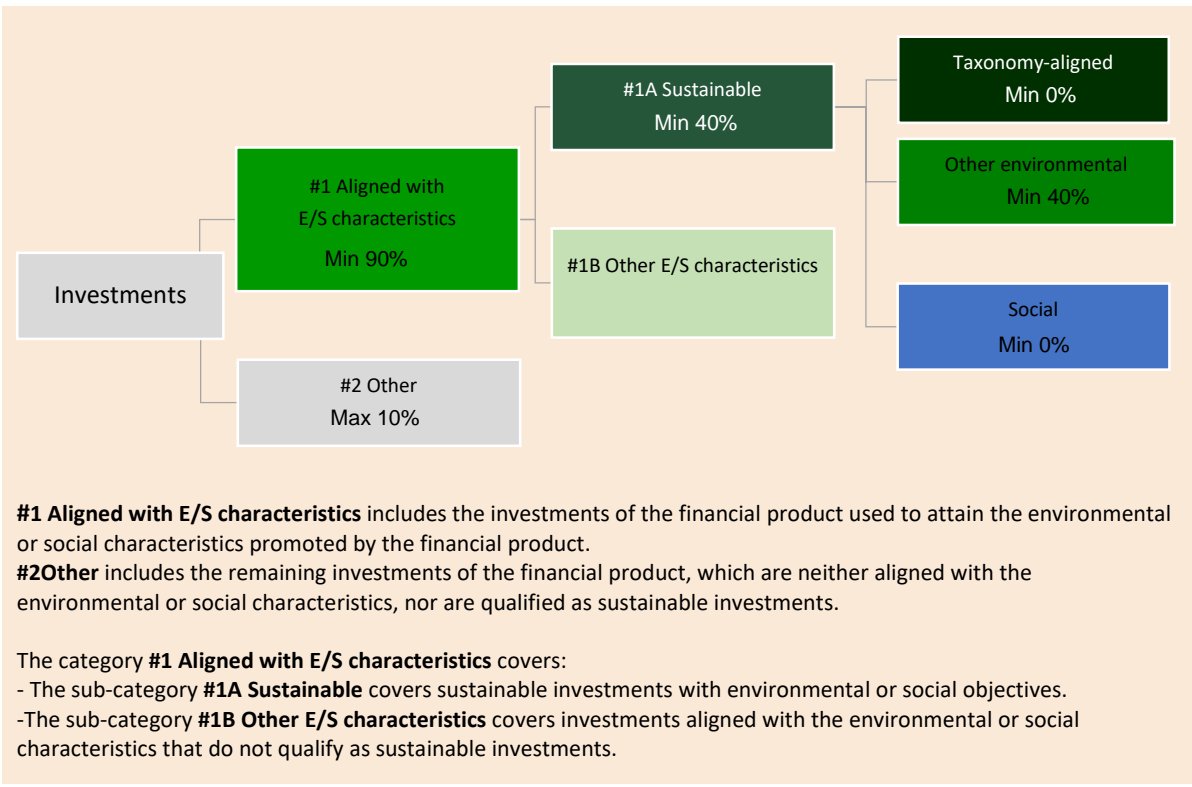 Investments
#1 Aligned with
E/S characteristics
Min 90%
#2 Other
Max 10%
#1A Sustainable
Min 40%
#1B Other E/S characteristics
Taxonomy-aligned
Min 0%
Other environmental
Min 40%
Social
Min 0%
#1 Aligned with E/S characteristics includes the investments of the financial product used to attain the environmental
or social characteristics promoted by the financial product.
#2Other includes the remaining investments of the financial product, which are neither aligned with the
environmental or social characteristics, nor are qualified as sustainable investments.
The category #1 Aligned with E/S characteristics covers:
- The sub-category #1A Sustainable covers sustainable investments with environmental or social objectives.
-The sub-category #1B Other E/S characteristics covers investments aligned with the environmental or social
characteristics that do not qualify as sustainable investments.